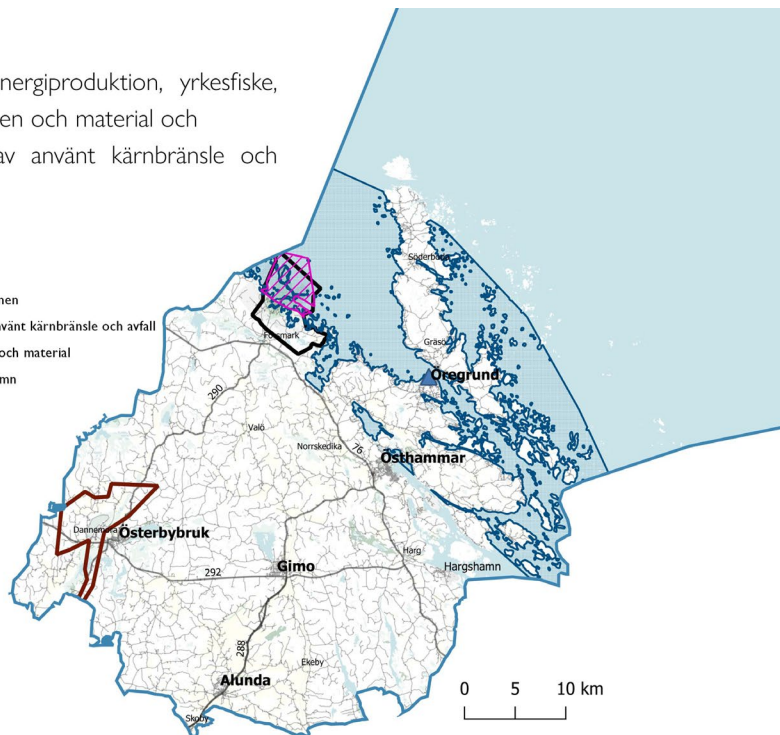 nergiproduktion, yrkesfiske,
en och material och
av använt kärnbränsle och
nen
nvänt kärnbränsle och avfall
och material
mn
Söderboda
Forsmark
Gräsö
Öregrund
290
Valö
Norrskedika
76
Östhammar
Dannemora
Österbybruk
Harg
292
Gimo
Hargshamn
288
Ekeby
Alunda
Skoby
0 5 10 km